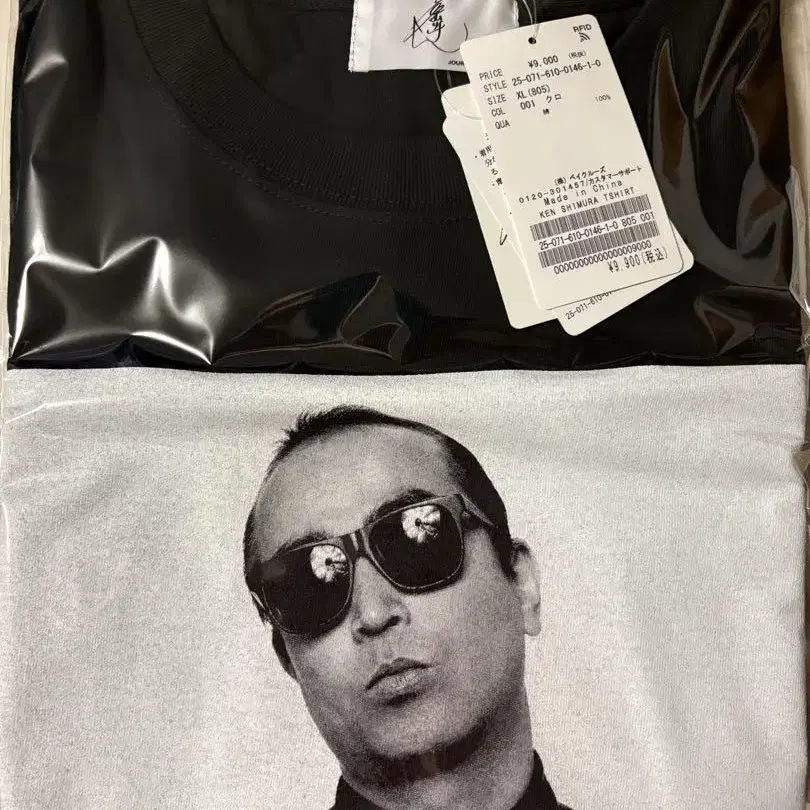 JOUR
RFID
PRICE ¥9,000 (税抜)
STYLE 25-071-610-0146-1-0
SIZE XL(805)
COL 001 クロ
QUA 綿 100%
(株) ベイクルーズ
0120-301457/カスタマーサポート
Made in China
KEN SHIMURA TSHIRT
25-071-610-0146-1-0 805 001
0000000000000009000
¥9,900(税込)